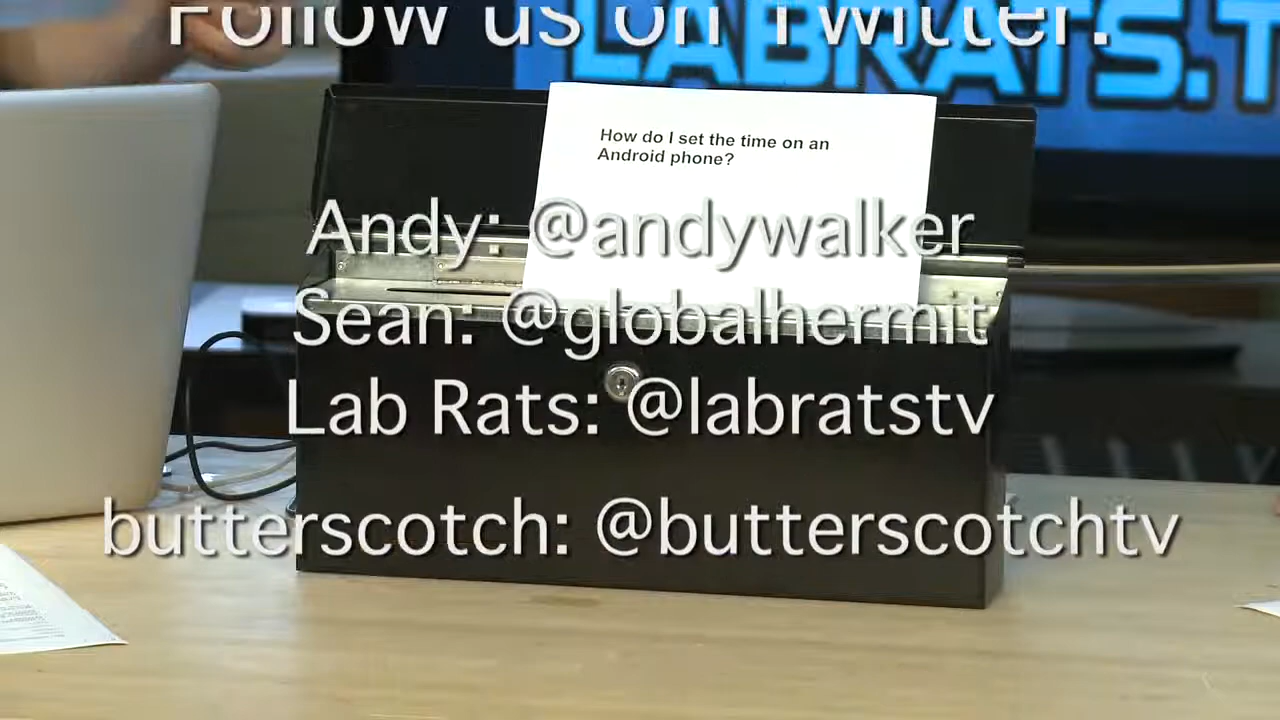 Follow us on Twitter:
LABRATS.T
How do I set the time on an
Android phone?
Andy: @andywalker
Sean: @globalhermit
Lab Rats: @labratstv
butterscotch: @butterscotchtv